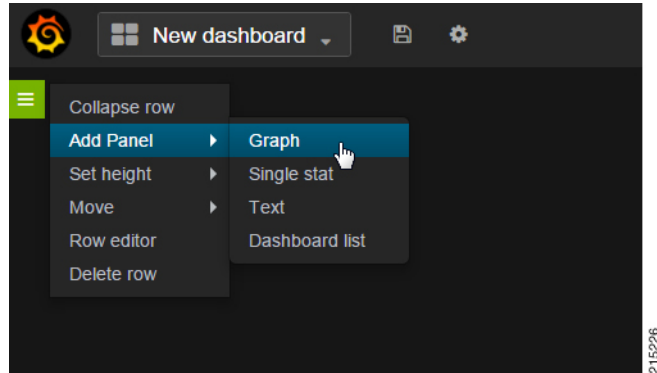 New dashboard
Collapse row
Add Panel
Graph
Set height
Single stat
Move
Text
Row editor
Dashboard list
Delete row
215226